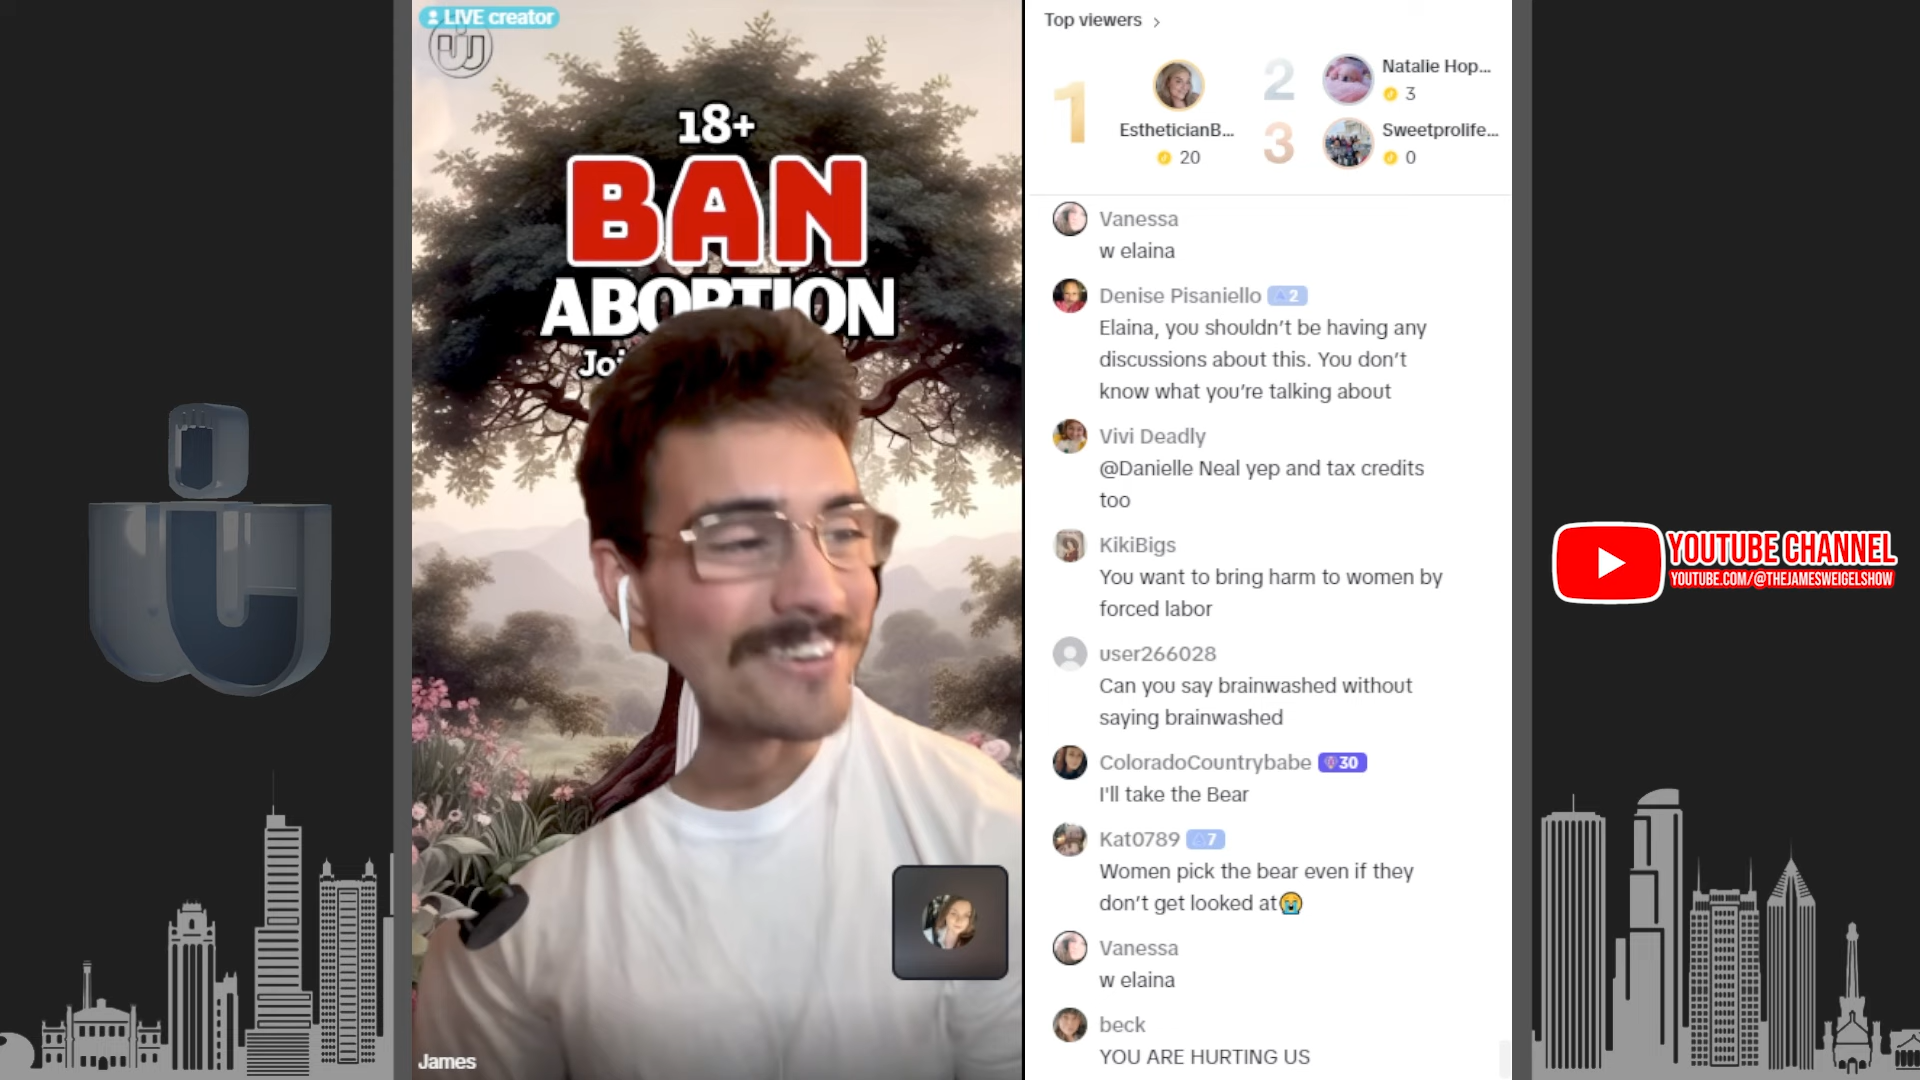 LIVE creator
18+
BAN
ABORTION
Joi
James
Top viewers
1
EstheticianB...
20
2
Natalie Hop...
3
3
Sweetprolife...
0
Vanessa
w elaina
Denise Pisaniello 2
Elaina, you shouldn't be having any
discussions about this. You don't
know what you're talking about
Vivi Deadly
@Danielle Neal yep and tax credits
too
KikiBigs
You want to bring harm to women by
forced labor
user266028
Can you say brainwashed without
saying brainwashed
ColoradoCountrybabe 30
I'll take the Bear
Kat0789 7
Women pick the bear even if they
don't get looked at😭
Vanessa
w elaina
beck
YOU ARE HURTING US
YOUTUBE CHANNEL
YOUTUBE.COM/@THEJAMESWEIGELSHOW